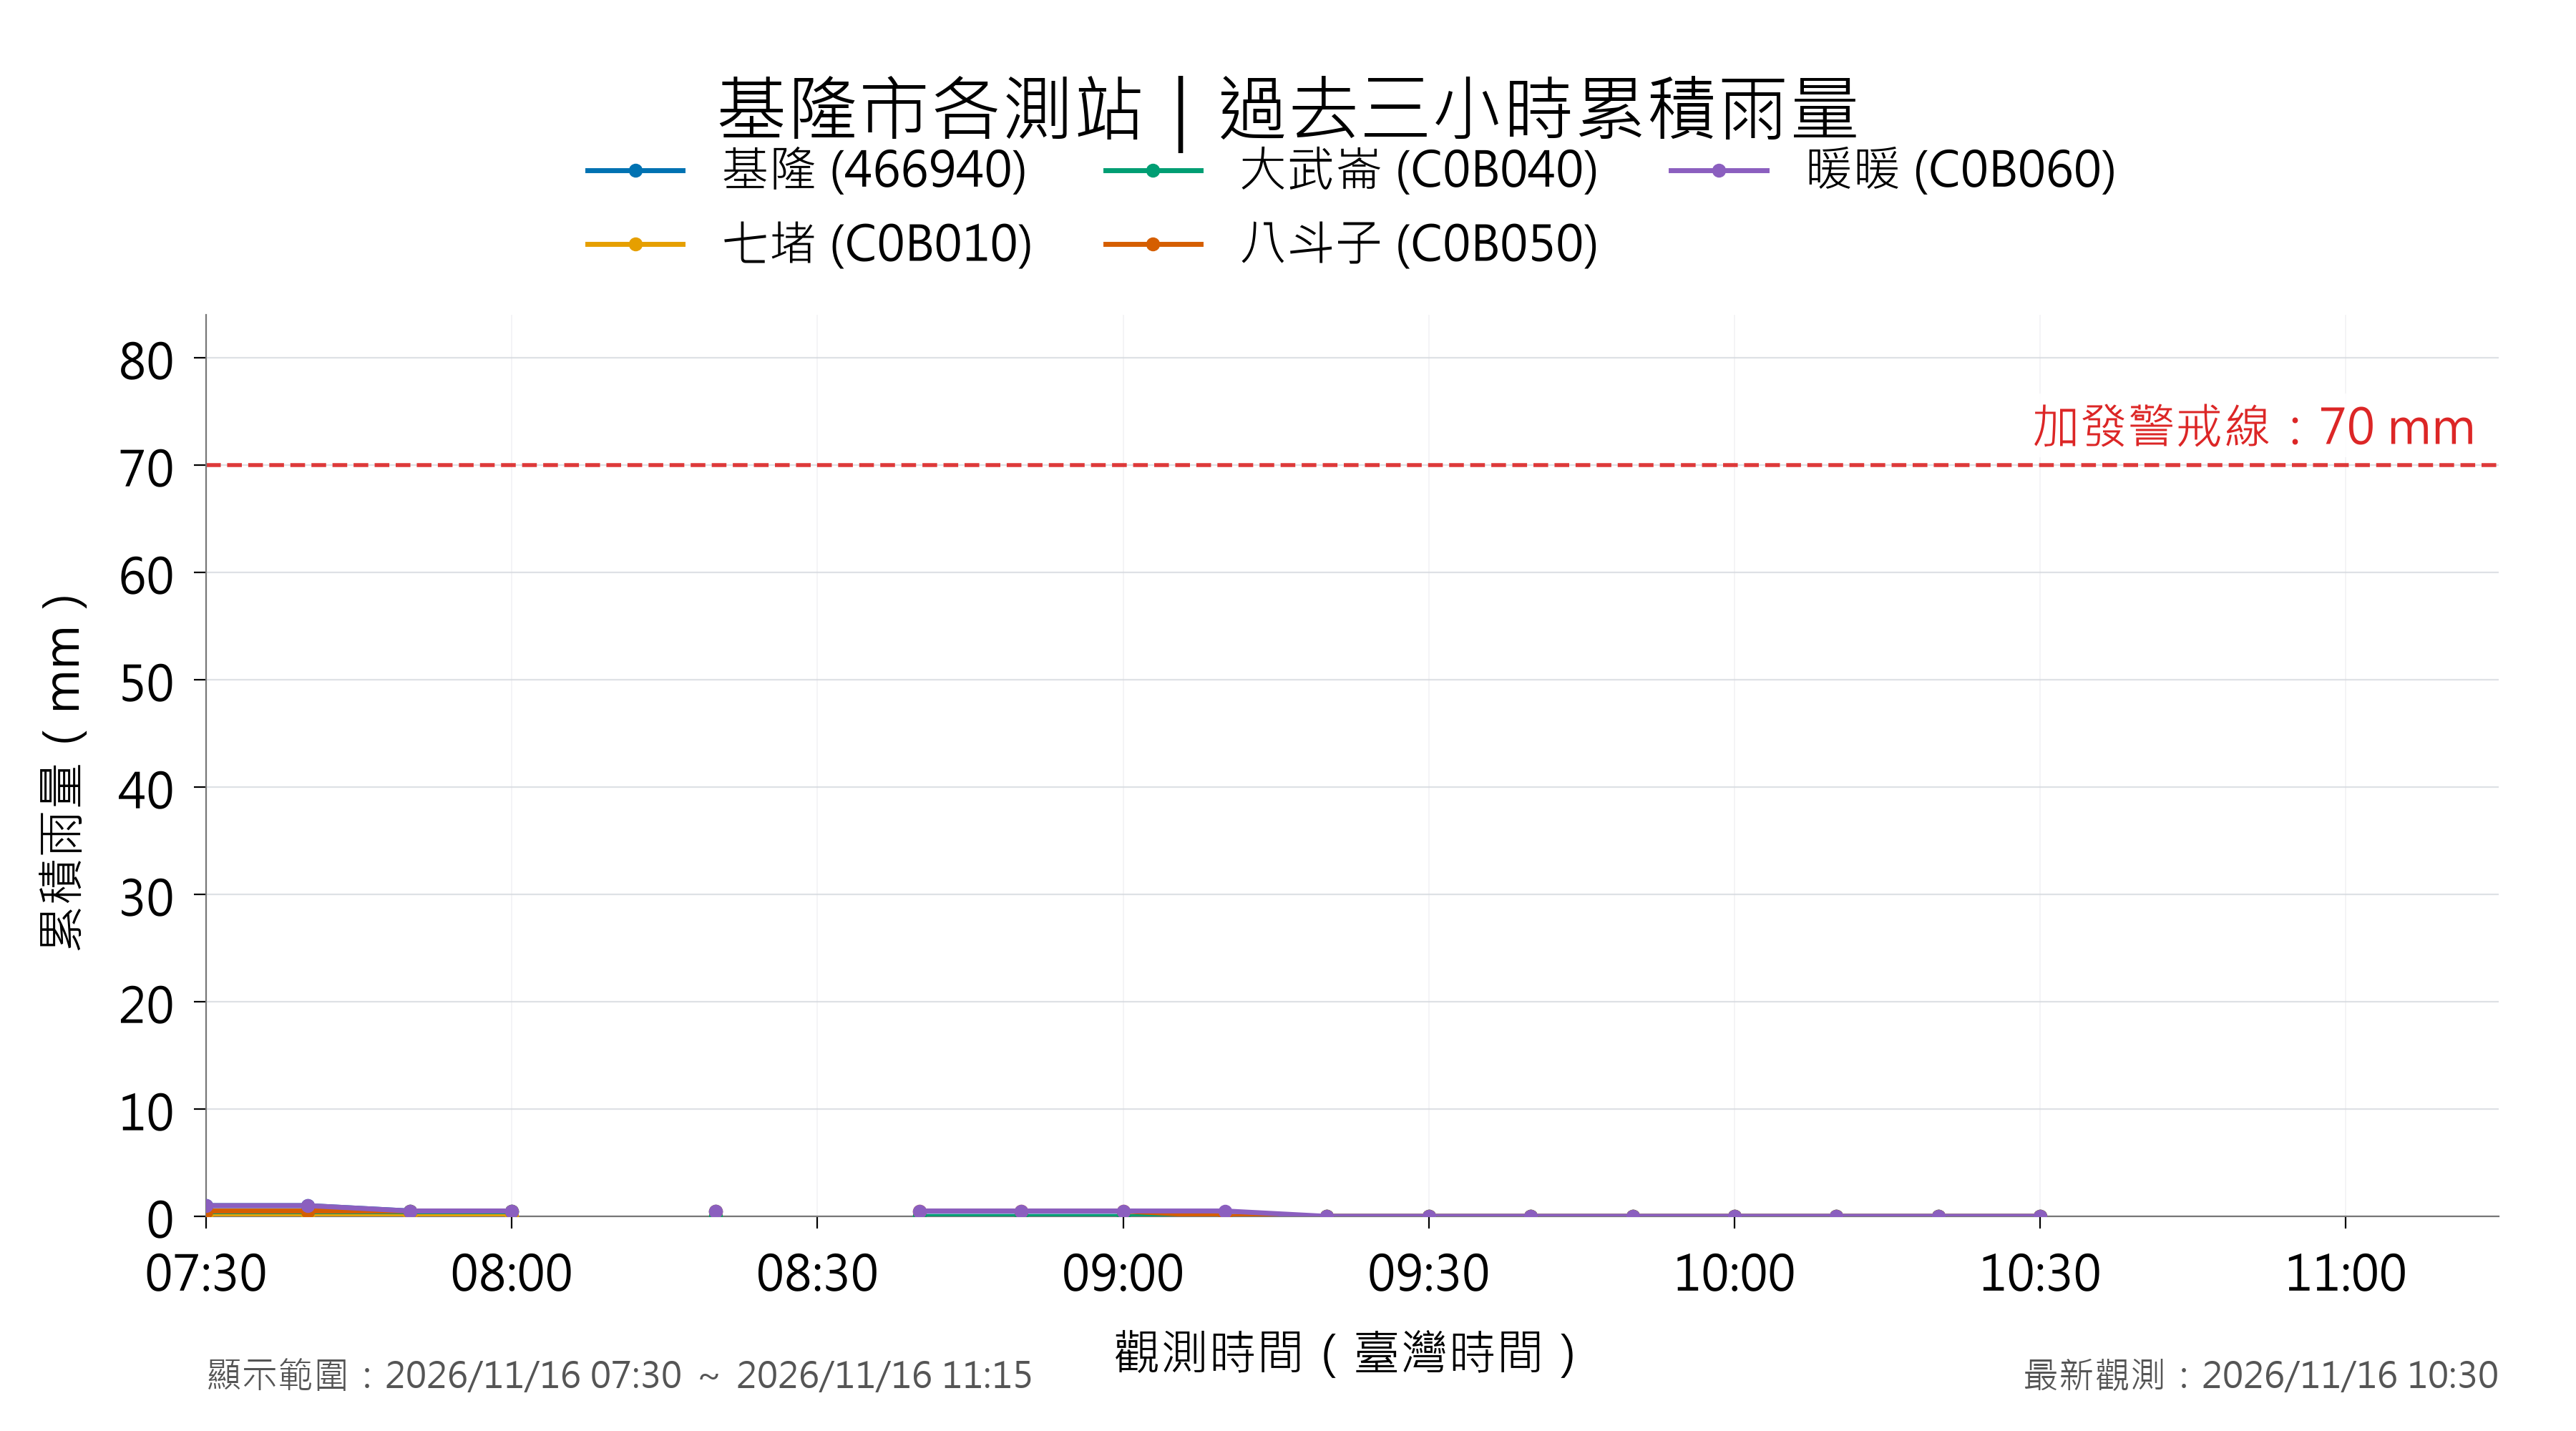 基隆市各測站｜過去三小時累積雨量
基隆 (466940)
大武崙 (C0B040)
暖暖 (C0B060)
七堵 (C0B010)
八斗子 (C0B050)
累積雨量（mm）
80
70
60
50
40
30
20
10
0
加發警戒線：70 mm
07:30
08:00
08:30
09:00
09:30
10:00
10:30
11:00
觀測時間（臺灣時間）
顯示範圍：2026/11/16 07:30 ~ 2026/11/16 11:15
最新觀測：2026/11/16 10:30